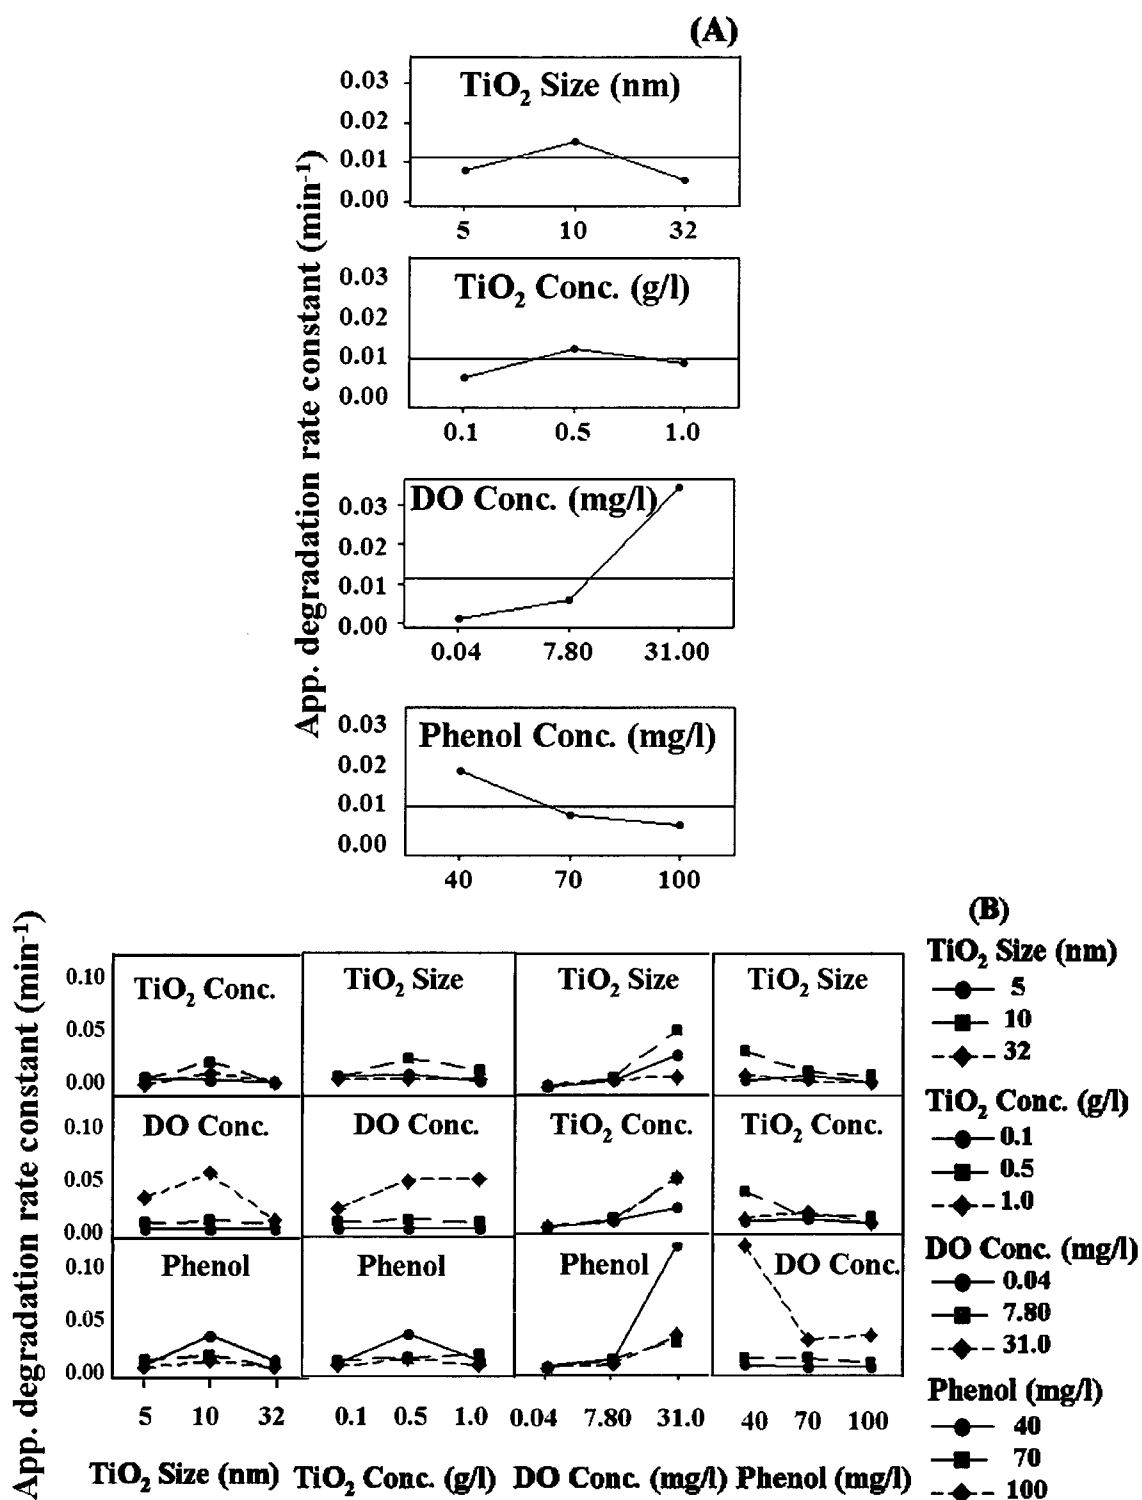 (A)
App. degradation rate constant (min⁻¹)
TiO₂ Size (nm)
0.03
0.02
0.01
0.00
5 10 32
TiO₂ Conc. (g/l)
0.03
0.02
0.01
0.00
0.1 0.5 1.0
DO Conc. (mg/l)
0.03
0.02
0.01
0.00
0.04 7.80 31.00
Phenol Conc. (mg/l)
0.03
0.02
0.01
0.00
40 70 100
(B)
App. degradation rate constant (min⁻¹)
TiO₂ Conc. TiO₂ Size TiO₂ Size TiO₂ Size
0.10
0.05
0.00
DO Conc. DO Conc. TiO₂ Conc. TiO₂ Conc.
0.10
0.05
0.00
Phenol Phenol Phenol DO Conc.
0.10
0.05
0.00
5 10 32 0.1 0.5 1.0 0.04 7.80 31.0 40 70 100
TiO₂ Size (nm) TiO₂ Conc. (g/l) DO Conc. (mg/l) Phenol (mg/l)
TiO₂ Size (nm)
5
10
32
TiO₂ Conc. (g/l)
0.1
0.5
1.0
DO Conc. (mg/l)
0.04
7.80
31.0
Phenol (mg/l)
40
70
100